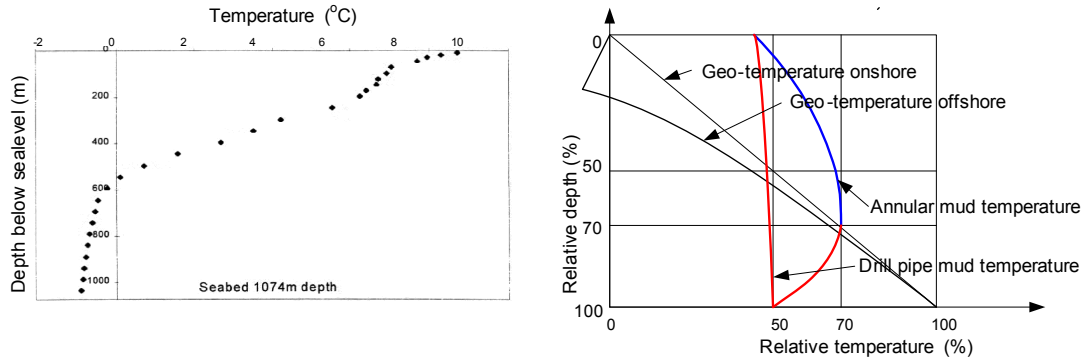 Temperature (°C)
-2 0 2 4 6 8 10
Depth below sealevel (m)
0
200
400
600
800
1000
Seabed 1074m depth
Relative depth (%)
0
50
70
100
Geo-temperature onshore
Geo-temperature offshore
Annular mud temperature
Drill pipe mud temperature
0 50 70 100
Relative temperature (%)